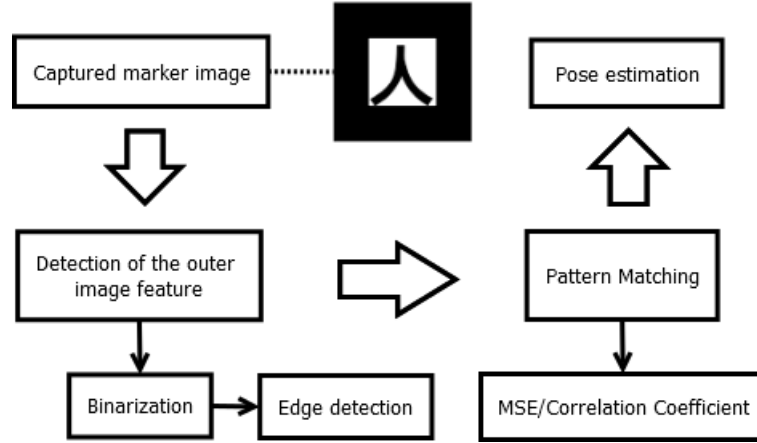 Captured marker image
人
Pose estimation
Detection of the outer
image feature
Pattern Matching
Binarization
Edge detection
MSE/Correlation Coefficient